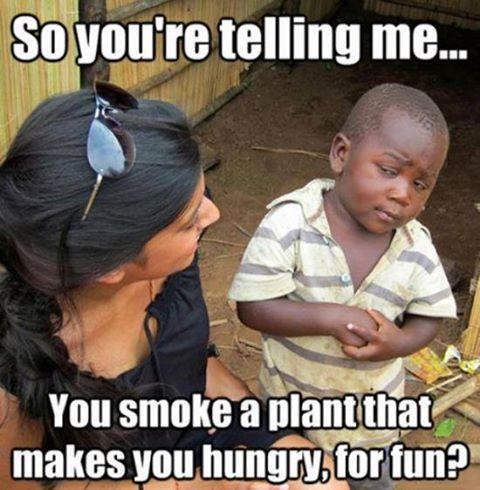 So you're telling me...
You smoke a plant that
makes you hungry, for fun?